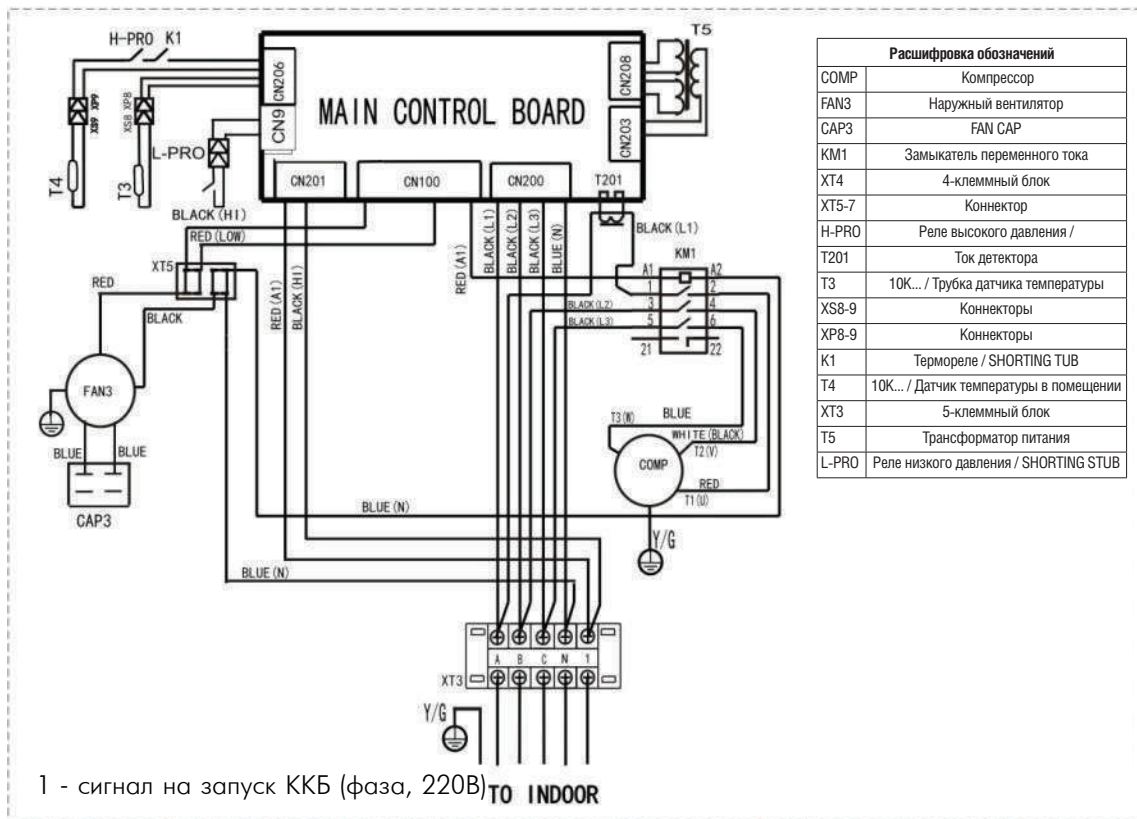 H-PRO K1
CN206
XS9 XP9
XS8 XP8
CN9
L-PRO
T4
T3
MAIN CONTROL BOARD
CN208
CN203
T5
CN201
CN100
CN200
T201
BLACK(HI)
RED(LOW)
XT5
RED
BLACK
FAN3
BLUE
BLUE
CAP3
RED(A1)
BLACK(HI)
RED(A1)
BLACK(L1)
BLACK(L2)
BLACK(L3)
BLUE(N)
BLACK(L1)
KM1
A1
A2
1
2
BLACK(L2)
3
4
BLACK(L3)
5
6
21
22
T3(W)
BLUE
WHITE(BLACK)
T2(V)
COMP
RED
T1(U)
Y/G
BLUE(N)
BLUE(N)
A B C N 1
XT3
Y/G
1 - сигнал на запуск ККБ (фаза, 220В)
TO INDOOR
Расшифровка обозначений
COMP Компрессор
FAN3 Наружный вентилятор
CAP3 FAN CAP
KM1 Замыкатель переменного тока
XT4 4-клеммный блок
XT5-7 Коннектор
H-PRO Реле высокого давления /
T201 Ток детектора
T3 10K... / Трубка датчика температуры
XS8-9 Коннекторы
XP8-9 Коннекторы
K1 Термореле / SHORTING TUB
T4 10K... / Датчик температуры в помещении
XT3 5-клеммный блок
T5 Трансформатор питания
L-PRO Реле низкого давления / SHORTING STUB